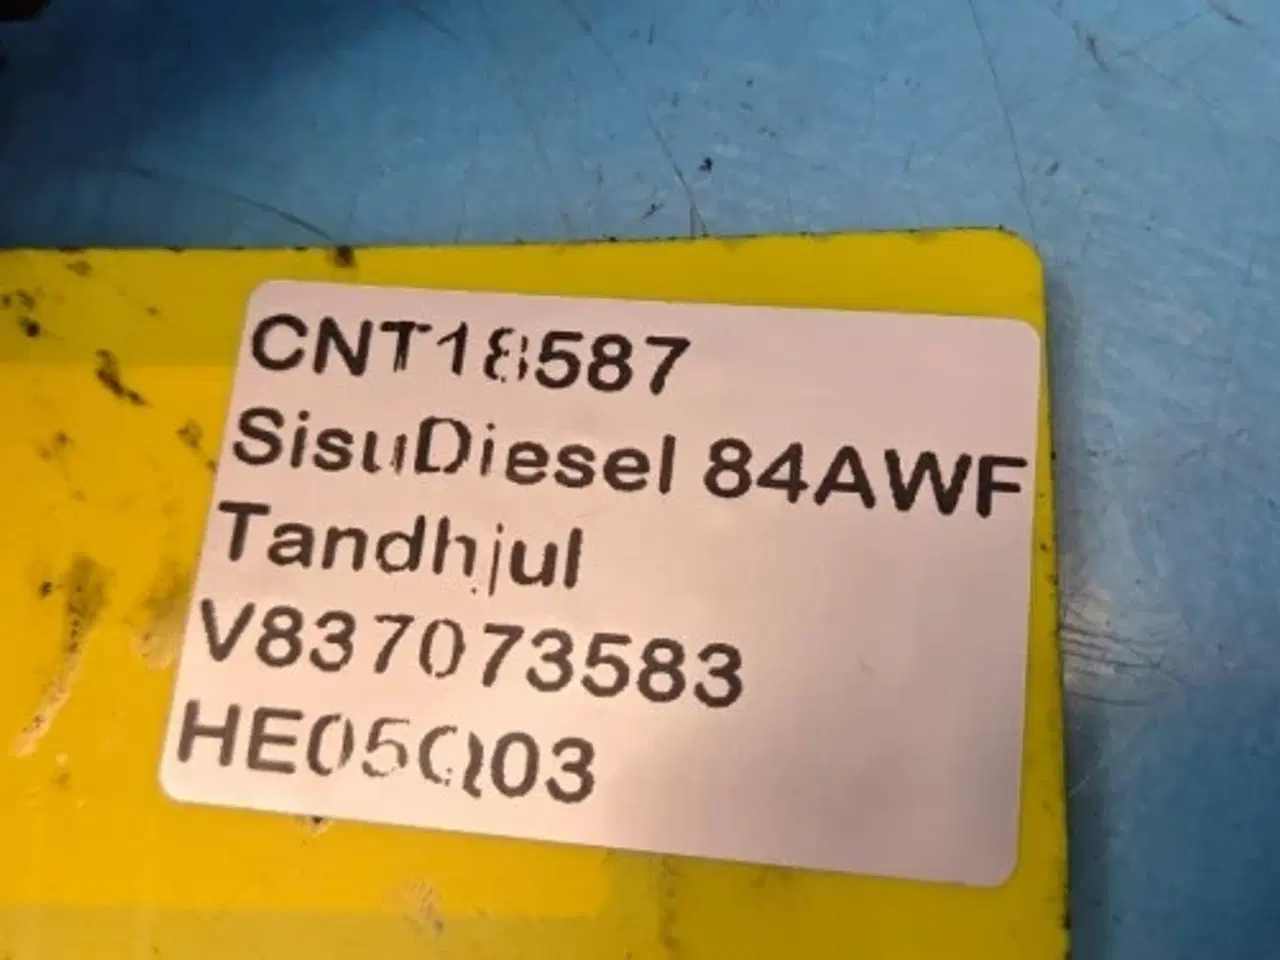 CNT18587
SisuDiesel 84AWF
Tandhjul
V837073583
HE05Q03